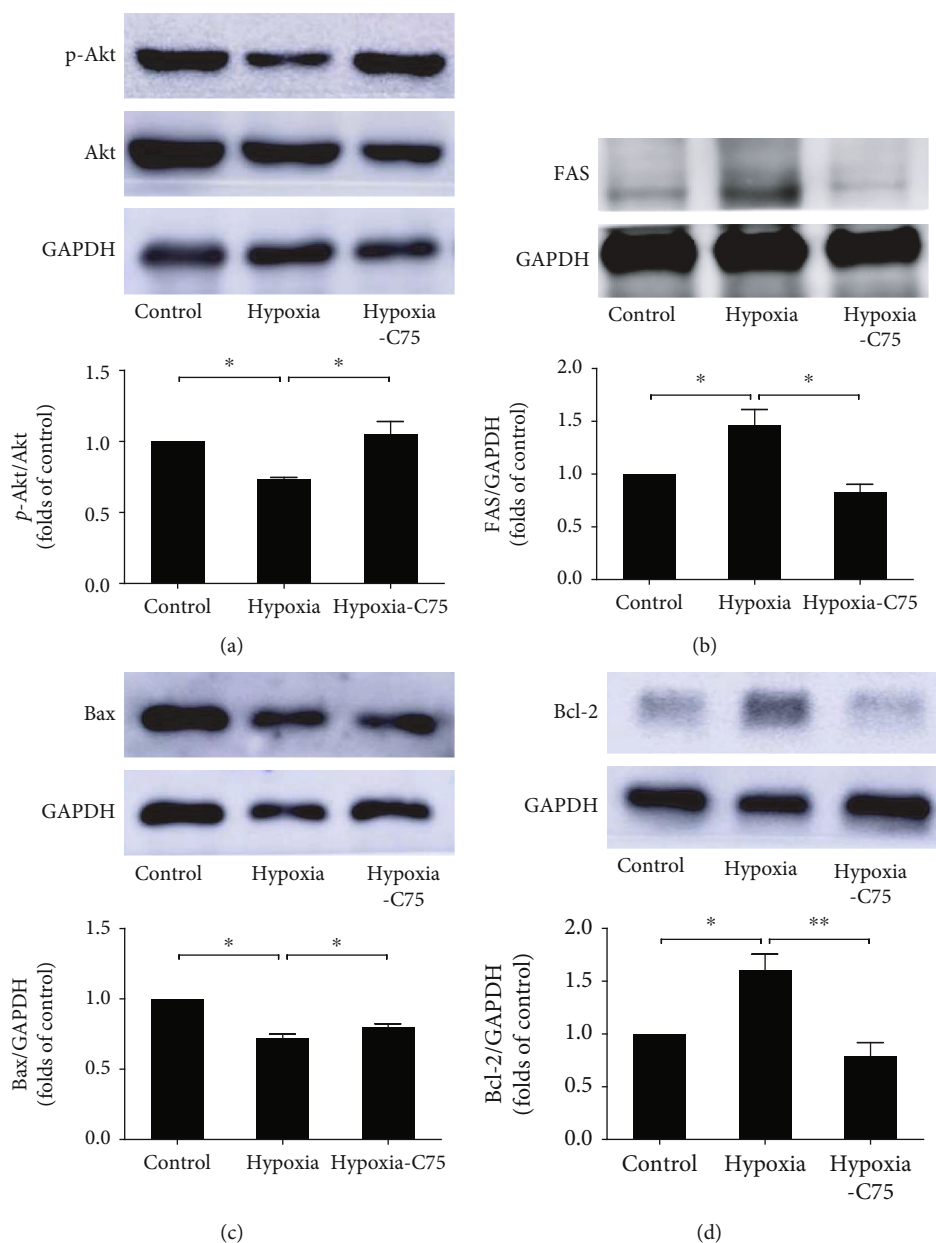 p-Akt
Akt
GAPDH
Control Hypoxia Hypoxia
-C75
*
*
1.5
1.0
0.5
0.0
p-Akt/Akt
(folds of control)
Control Hypoxia Hypoxia-C75
(a)
FAS
GAPDH
Control Hypoxia Hypoxia
-C75
*
*
2.0
1.5
1.0
0.5
0.0
FAS/GAPDH
(folds of control)
Control Hypoxia Hypoxia-C75
(b)
Bax
GAPDH
Control Hypoxia Hypoxia
-C75
*
*
1.5
1.0
0.5
0.0
Bax/GAPDH
(folds of control)
Control Hypoxia Hypoxia-C75
(c)
Bcl-2
GAPDH
Control Hypoxia Hypoxia
-C75
*
**
2.0
1.5
1.0
0.5
0.0
Bcl-2/GAPDH
(folds of control)
Control Hypoxia Hypoxia
-C75
(d)